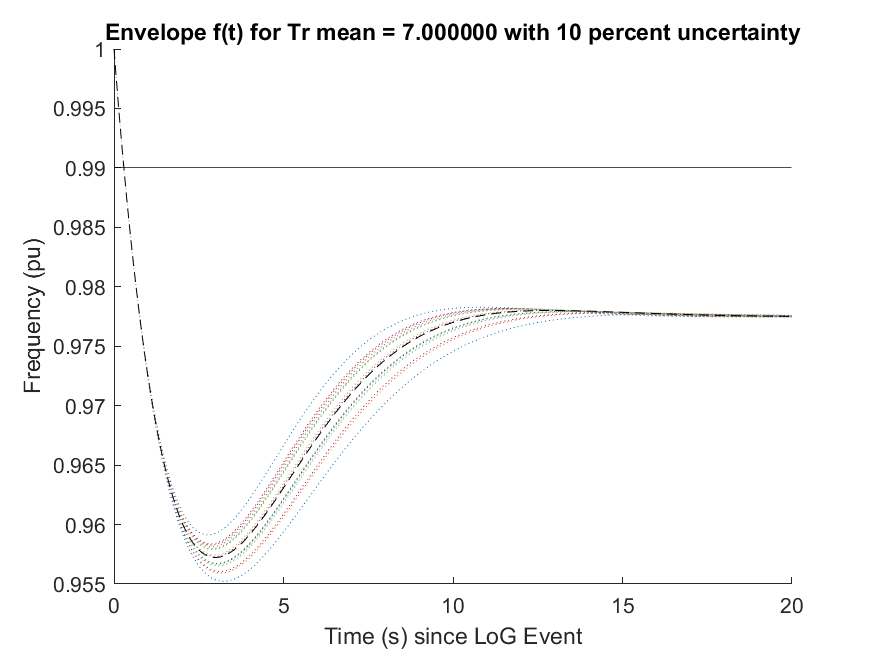 Envelope f(t) for Tr mean = 7.000000 with 10 percent uncertainty
1
0.995
0.99
0.985
0.98
0.975
0.97
0.965
0.96
0.955
Frequency (pu)
0 5 10 15 20
Time (s) since LoG Event